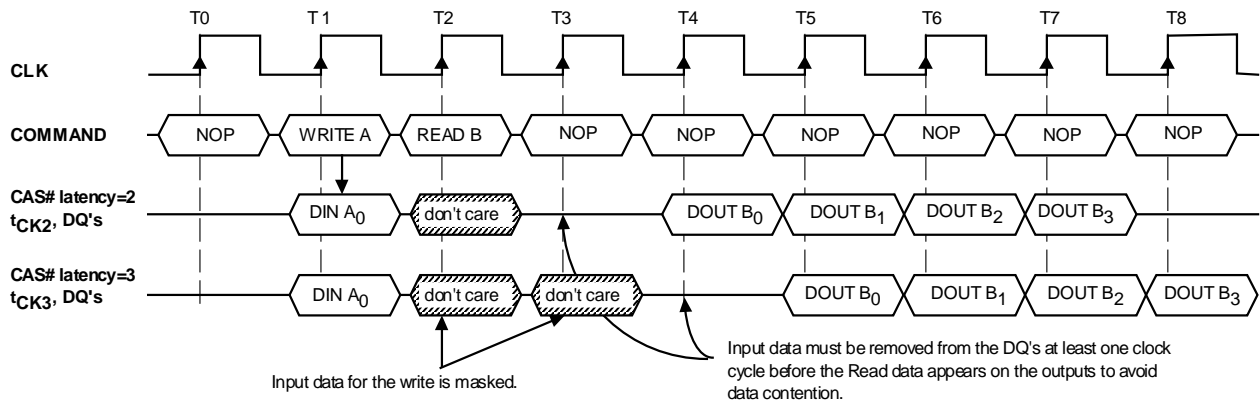 T0 T1 T2 T3 T4 T5 T6 T7 T8
CLK
COMMAND NOP WRITE A READ B NOP NOP NOP NOP NOP NOP
CAS# latency=2
tCK2, DQ's DIN A0 don't care DOUT B0 DOUT B1 DOUT B2 DOUT B3
CAS# latency=3
tCK3, DQ's DIN A0 don't care don't care DOUT B0 DOUT B1 DOUT B2 DOUT B3
Input data for the write is masked.
Input data must be removed from the DQ's at least one clock
cycle before the Read data appears on the outputs to avoid
data contention.